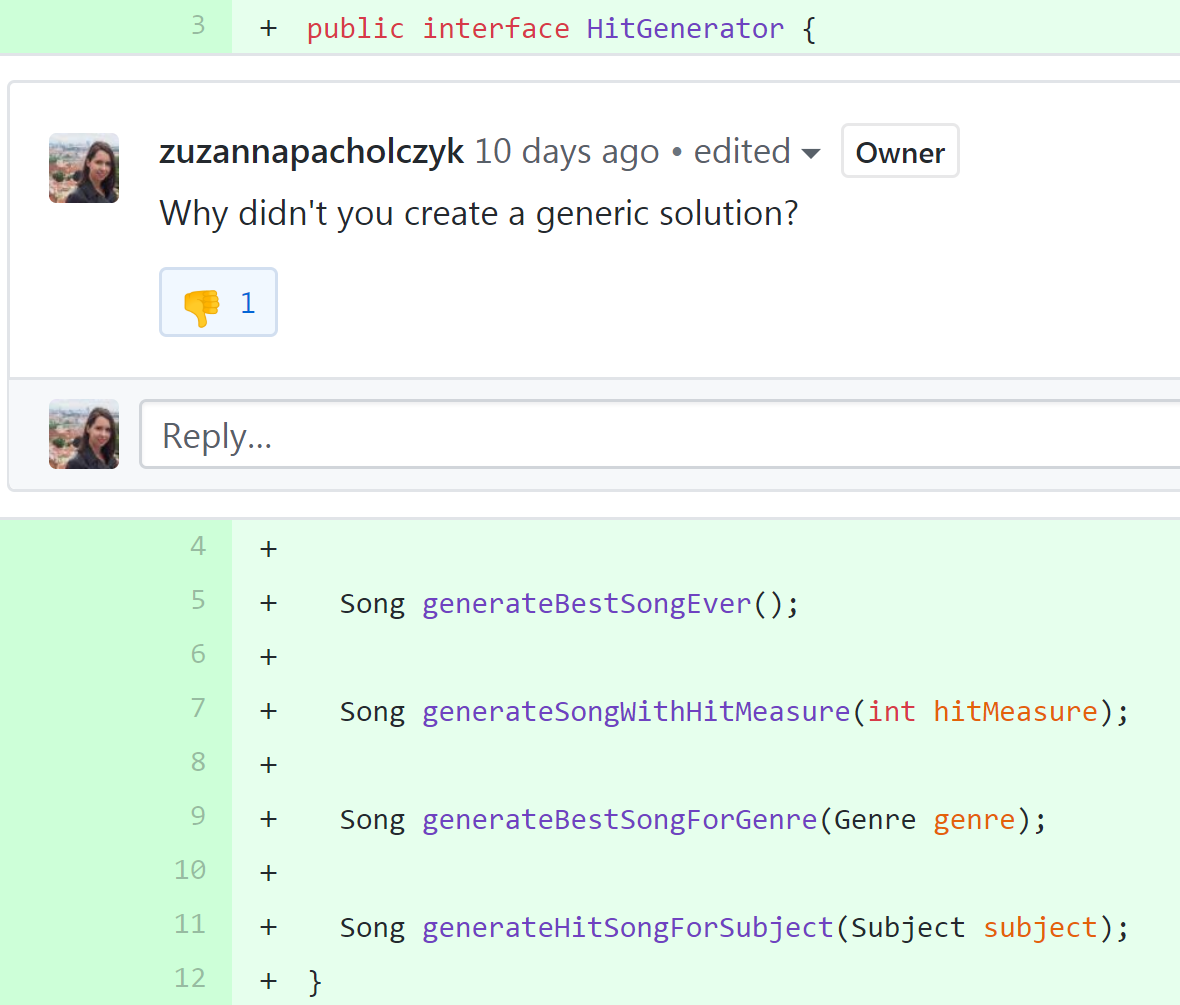 3 + public interface HitGenerator {
zuzannapacholczyk 10 days ago • edited Owner
Why didn't you create a generic solution?
👎 1
Reply...
4 +
5 + Song generateBestSongEver();
6 +
7 + Song generateSongWithHitMeasure(int hitMeasure);
8 +
9 + Song generateBestSongForGenre(Genre genre);
10 +
11 + Song generateHitSongForSubject(Subject subject);
12 + }